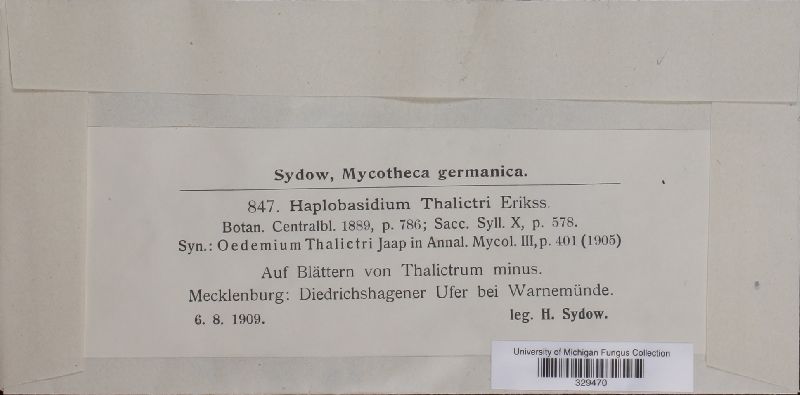 Sydow, Mycotheca germanica.
847. Haplobasidium Thalictri Erikss.
Botan. Centralbl. 1889, p. 786; Sacc. Syll. X, p. 578.
Syn.: Oedemium Thalictri Jaap in Annal. Mycol. III, p. 401 (1905)
Auf Blättern von Thalictrum minus.
Mecklenburg: Diedrichshagener Ufer bei Warnemünde.
6. 8. 1909. leg. H. Sydow.
University of Michigan Fungus Collection
329470